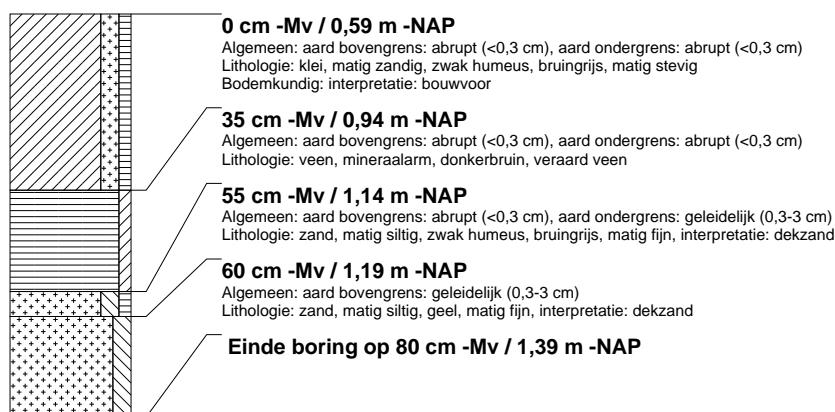 0 cm -Mv / 0,59 m -NAP
Algemeen: aard bovengrens: abrupt (<0,3 cm), aard ondergrens: abrupt (<0,3 cm)
Lithologie: klei, matig zandig, zwak humeus, bruingrijs, matig stevig
Bodemkundig: interpretatie: bouwvoor
35 cm -Mv / 0,94 m -NAP
Algemeen: aard bovengrens: abrupt (<0,3 cm), aard ondergrens: abrupt (<0,3 cm)
Lithologie: veen, mineraalarm, donkerbruin, veraard veen
55 cm -Mv / 1,14 m -NAP
Algemeen: aard bovengrens: abrupt (<0,3 cm), aard ondergrens: geleidelijk (0,3-3 cm)
Lithologie: zand, matig siltig, zwak humeus, bruingrijs, matig fijn, interpretatie: dekzand
60 cm -Mv / 1,19 m -NAP
Algemeen: aard bovengrens: geleidelijk (0,3-3 cm)
Lithologie: zand, matig siltig, geel, matig fijn, interpretatie: dekzand
Einde boring op 80 cm -Mv / 1,39 m -NAP